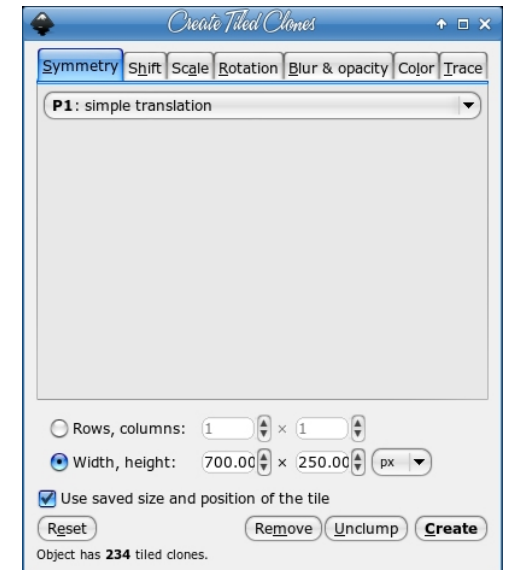 Create Tiled Clones
Symmetry Shift Scale Rotation Blur & opacity Color Trace
P1: simple translation
Rows, columns: 1 × 1
Width, height: 700.00 × 250.00 px
Use saved size and position of the tile
Reset Remove Unclump Create
Object has 234 tiled clones.